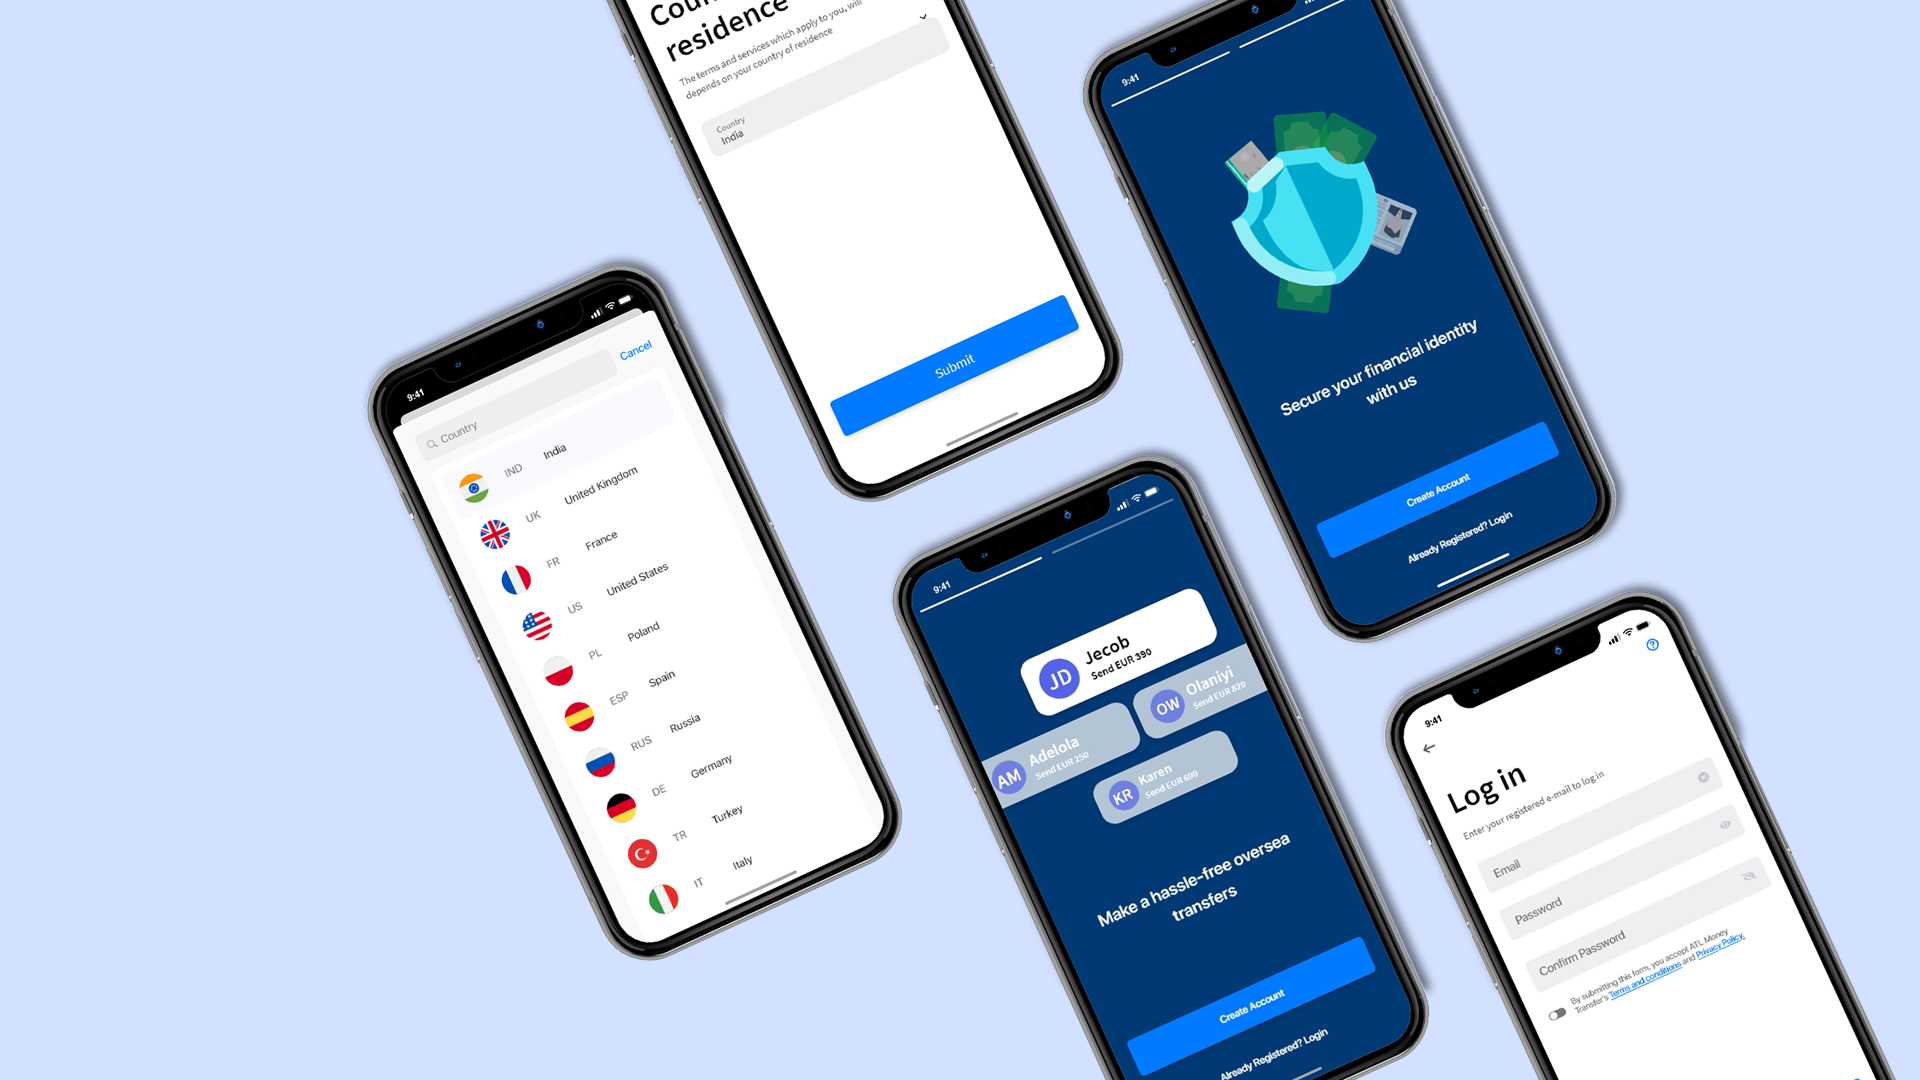 residence
The terms and services which apply to you, will
depends on your country of residence
Country
India
Submit
9:41
Secure your financial identity
with us
Create Account
Already Registered? Login
9:41
Cancel
Country
IND India
UK United Kingdom
FR France
US United States
PL Poland
ESP Spain
RUS Russia
DE Germany
TR Turkey
IT Italy
9:41
JD Jecob
Send EUR 390
OW Olaniyi
Send EUR 820
AM Adelola
Send EUR 250
KR Karen
Send EUR 690
Make a hassle-free oversea
transfers
Create Account
Already Registered? Login
9:41
Log in
Enter your registered e-mail to log in
Email
Password
Confirm Password
By submitting this form, you accept ATL Money
Transfer's Terms and conditions and Privacy Policy.